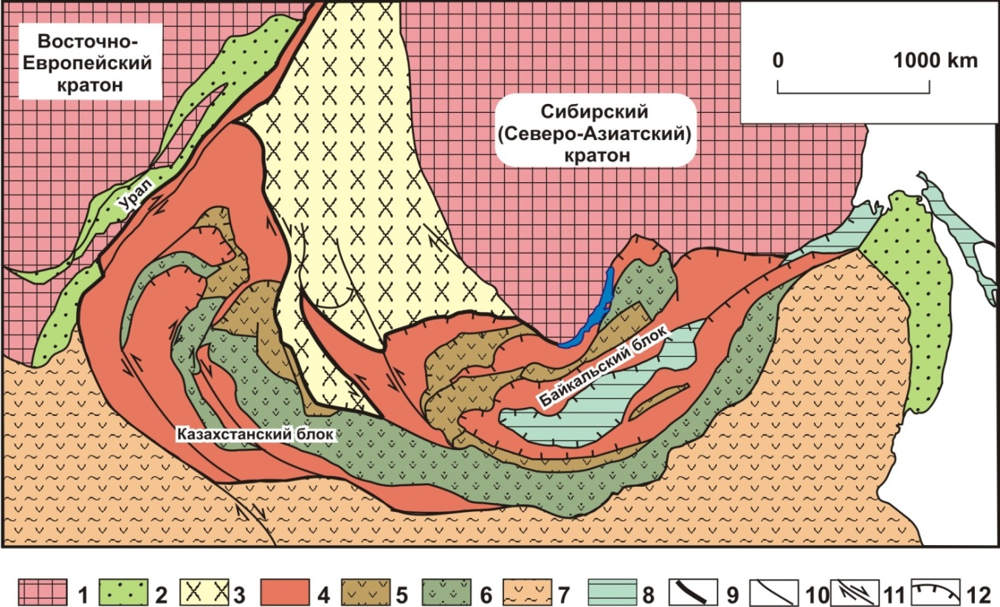 Восточно-
Европейский
кратон
0 1000 km
Сибирский
(Северо-Азиатский)
кратон
Урал
Байкальский блок
Казахстанский блок
1 2 3 4 5 6 7 8 9 10 11 12